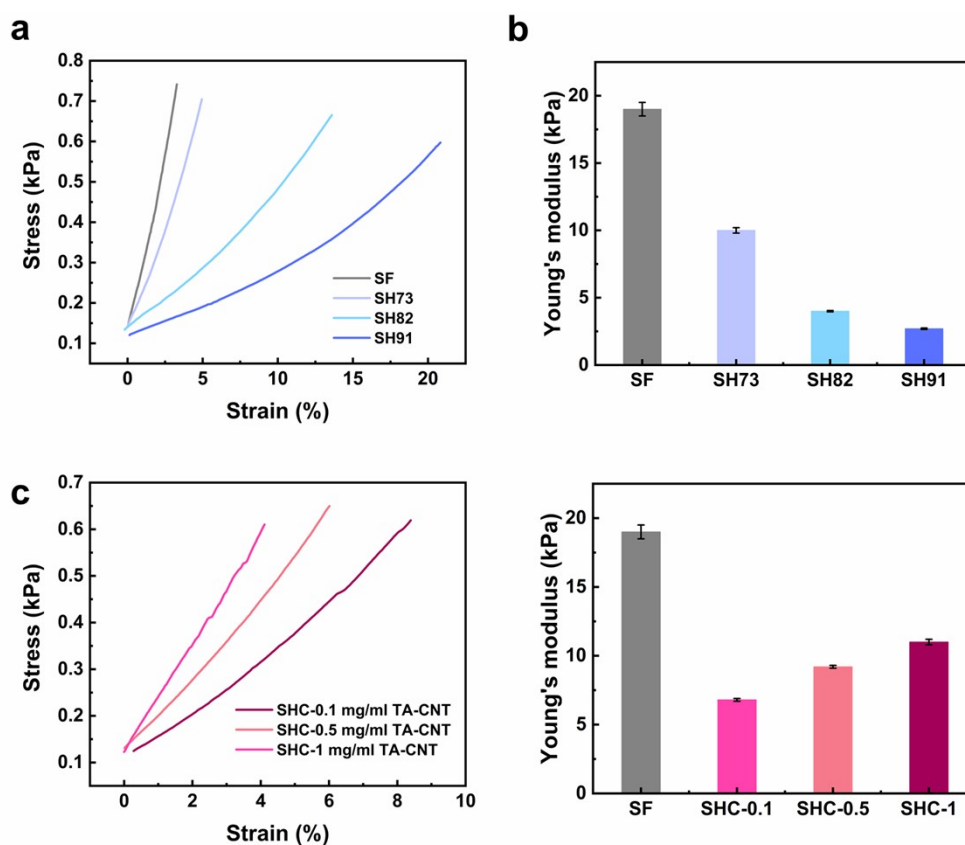 a
0.8
0.7
0.6
0.5
0.4
0.3
0.2
0.1
Stress (kPa)
SF
SH73
SH82
SH91
0 5 10 15 20
Strain (%)
b
20
15
10
5
0
Young's modulus (kPa)
SF SH73 SH82 SH91
c
0.7
0.6
0.5
0.4
0.3
0.2
0.1
Stress (kPa)
SHC-0.1 mg/ml TA-CNT
SHC-0.5 mg/ml TA-CNT
SHC-1 mg/ml TA-CNT
0 2 4 6 8 10
Strain (%)
20
15
10
5
0
Young's modulus (kPa)
SF SHC-0.1 SHC-0.5 SHC-1